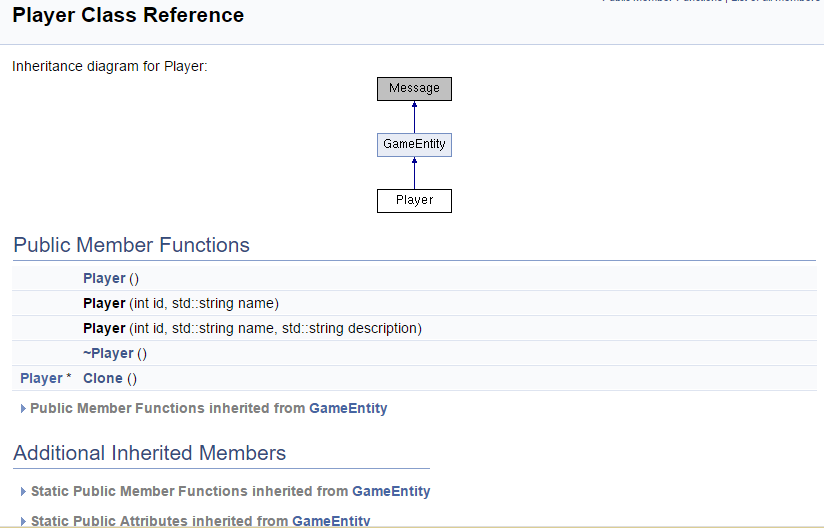 Player Class Reference
Inheritance diagram for Player:
Message
GameEntity
Player
Public Member Functions
Player ()
Player (int id, std::string name)
Player (int id, std::string name, std::string description)
~Player ()
Player * Clone ()
Public Member Functions inherited from GameEntity
Additional Inherited Members
Static Public Member Functions inherited from GameEntity
Static Public Attributes inherited from GameEntity